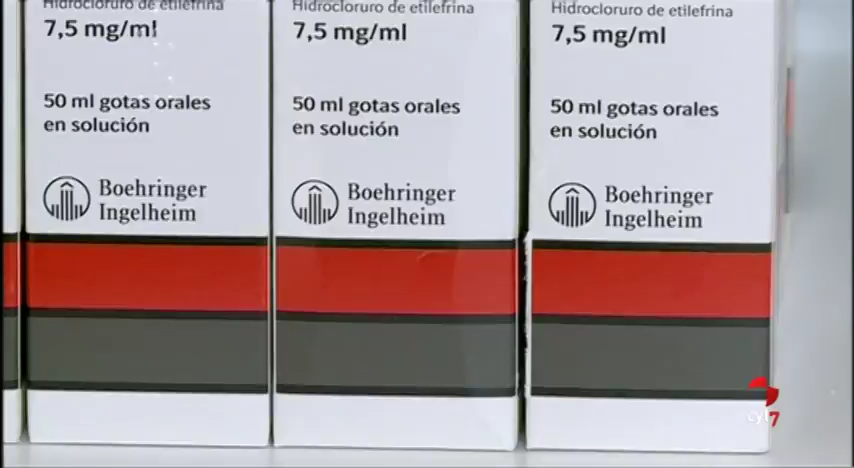 Hidrocloruro de etilefrina
7,5 mg/ml
50 ml gotas orales
en solución
Boehringer
Ingelheim
Hidrocloruro de etilefrina
7,5 mg/ml
50 ml gotas orales
en solución
Boehringer
Ingelheim
Hidrocloruro de etilefrina
7,5 mg/ml
50 ml gotas orales
en solución
Boehringer
Ingelheim
cyl7